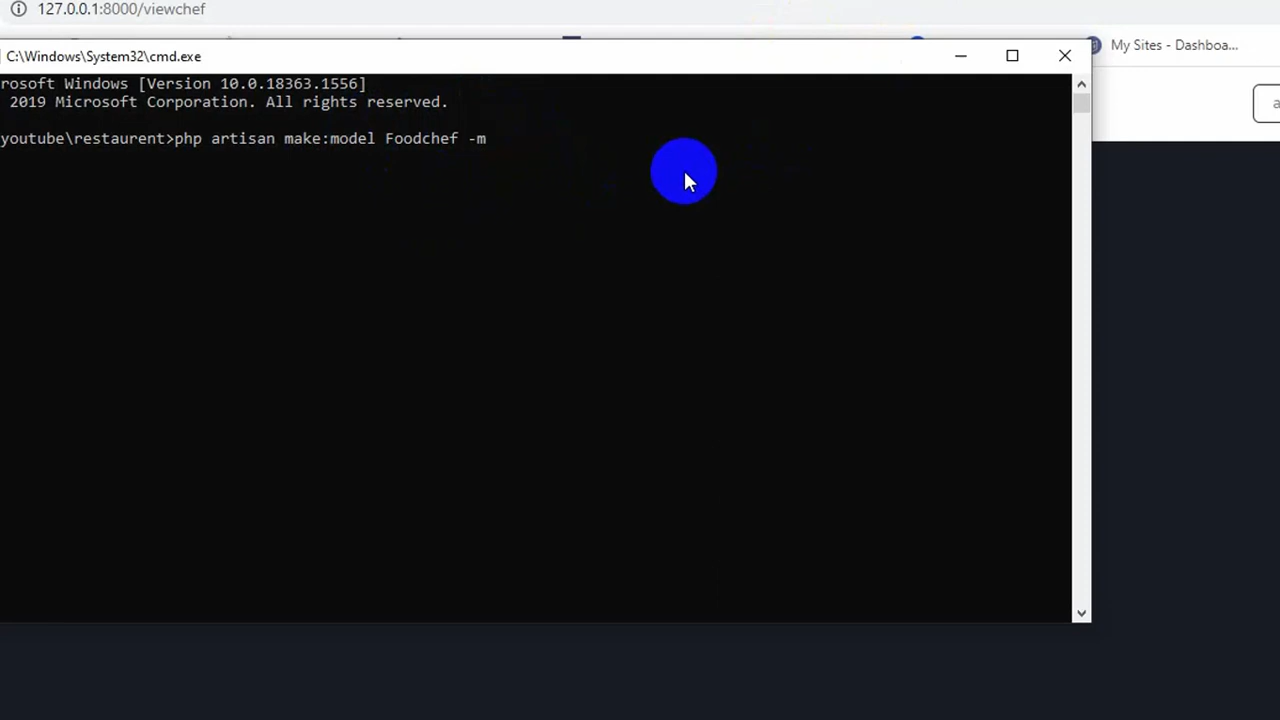 127.0.0.1:8000/viewchef
My Sites - Dashboa...
C:\Windows\System32\cmd.exe
rosoft Windows [Version 10.0.18363.1556]
2019 Microsoft Corporation. All rights reserved.
youtube\restaurent>php artisan make:model Foodchef -m
a